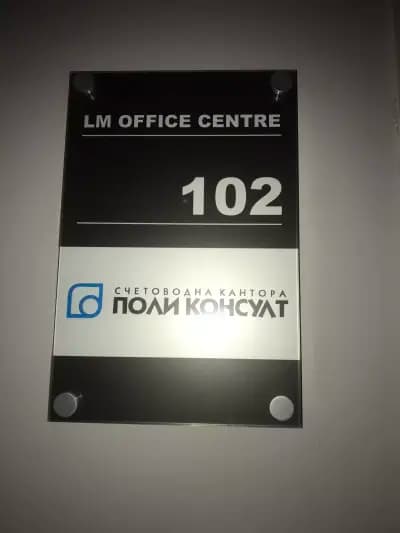 LM OFFICE CENTRE
102
СЧЕТОВОДНА КАНТОРА
ПОЛИ КОНСУЛТ